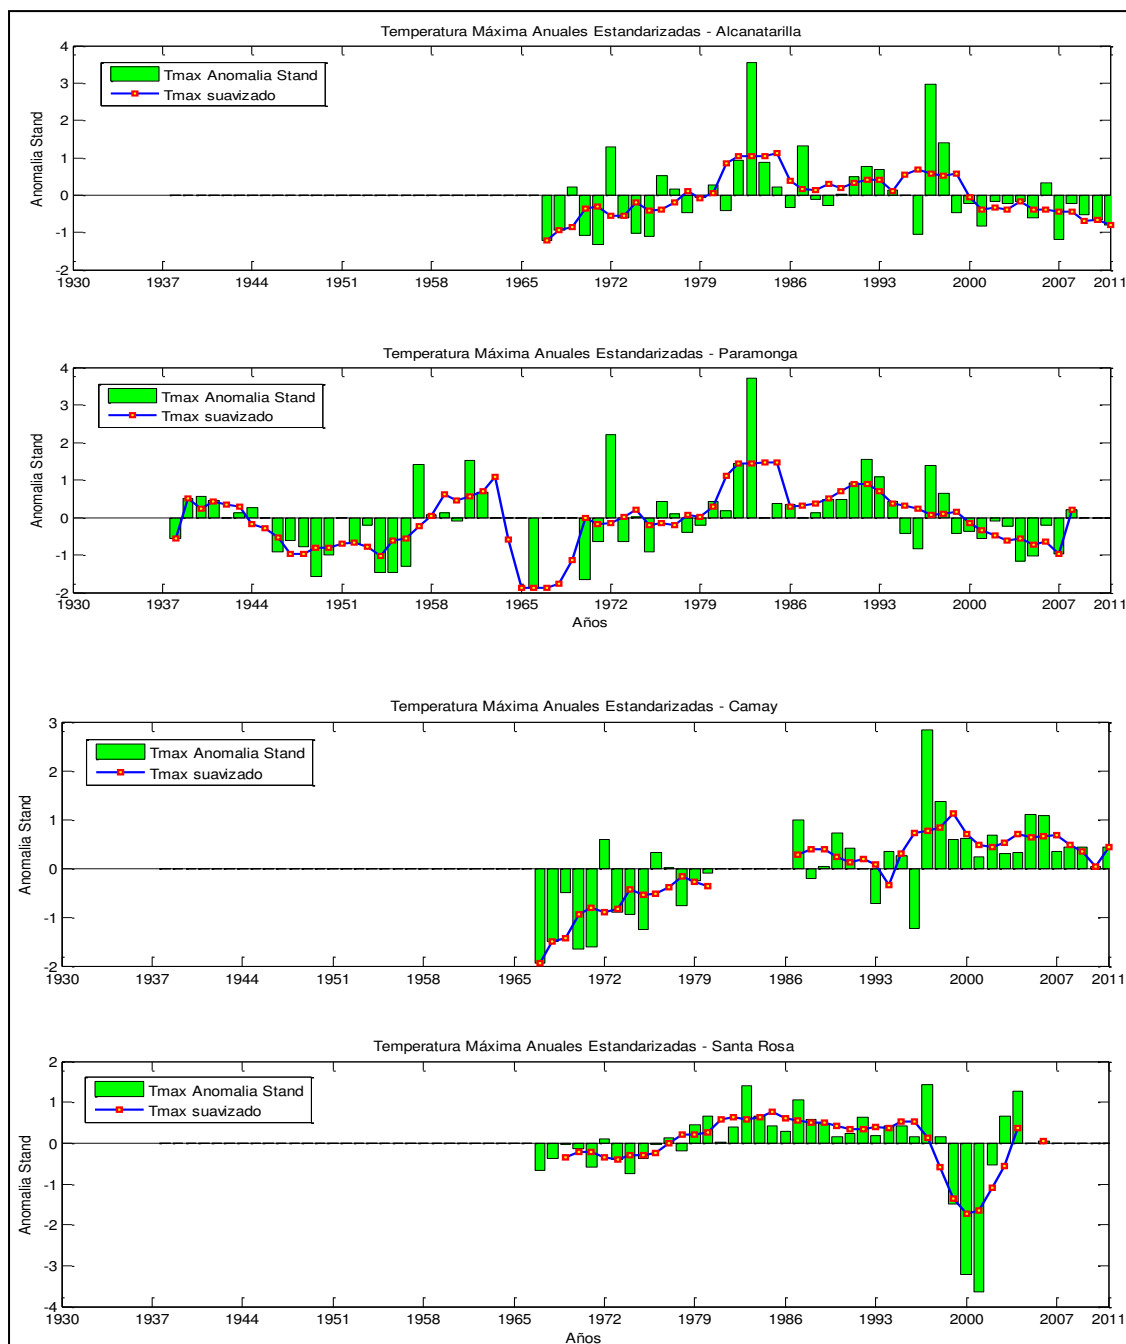 Temperatura Máxima Anuales Estandarizadas - Alcanatarilla
4
3
2
1
0
-1
-2
Anomalia Stand
Tmax Anomalia Stand
Tmax suavizado
1930 1937 1944 1951 1958 1965 1972 1979 1986 1993 2000 2007 2011
Temperatura Máxima Anuales Estandarizadas - Paramonga
4
3
2
1
0
-1
-2
Anomalia Stand
Tmax Anomalia Stand
Tmax suavizado
1930 1937 1944 1951 1958 1965 1972 1979 1986 1993 2000 2007 2011
Años
Temperatura Máxima Anuales Estandarizadas - Camay
3
2
1
0
-1
-2
Anomalia Stand
Tmax Anomalia Stand
Tmax suavizado
1930 1937 1944 1951 1958 1965 1972 1979 1986 1993 2000 2007 2011
Temperatura Máxima Anuales Estandarizadas - Santa Rosa
2
1
0
-1
-2
-3
-4
Anomalia Stand
Tmax Anomalia Stand
Tmax suavizado
1930 1937 1944 1951 1958 1965 1972 1979 1986 1993 2000 2007 2011
Años